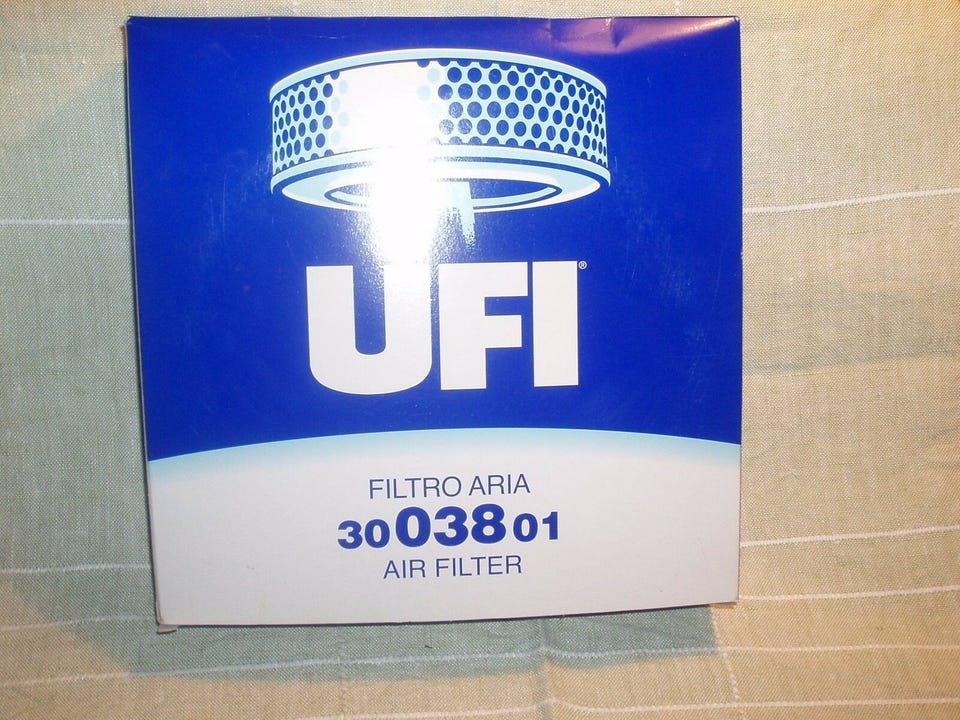 UFI®
FILTRO ARIA
30 038 01
AIR FILTER